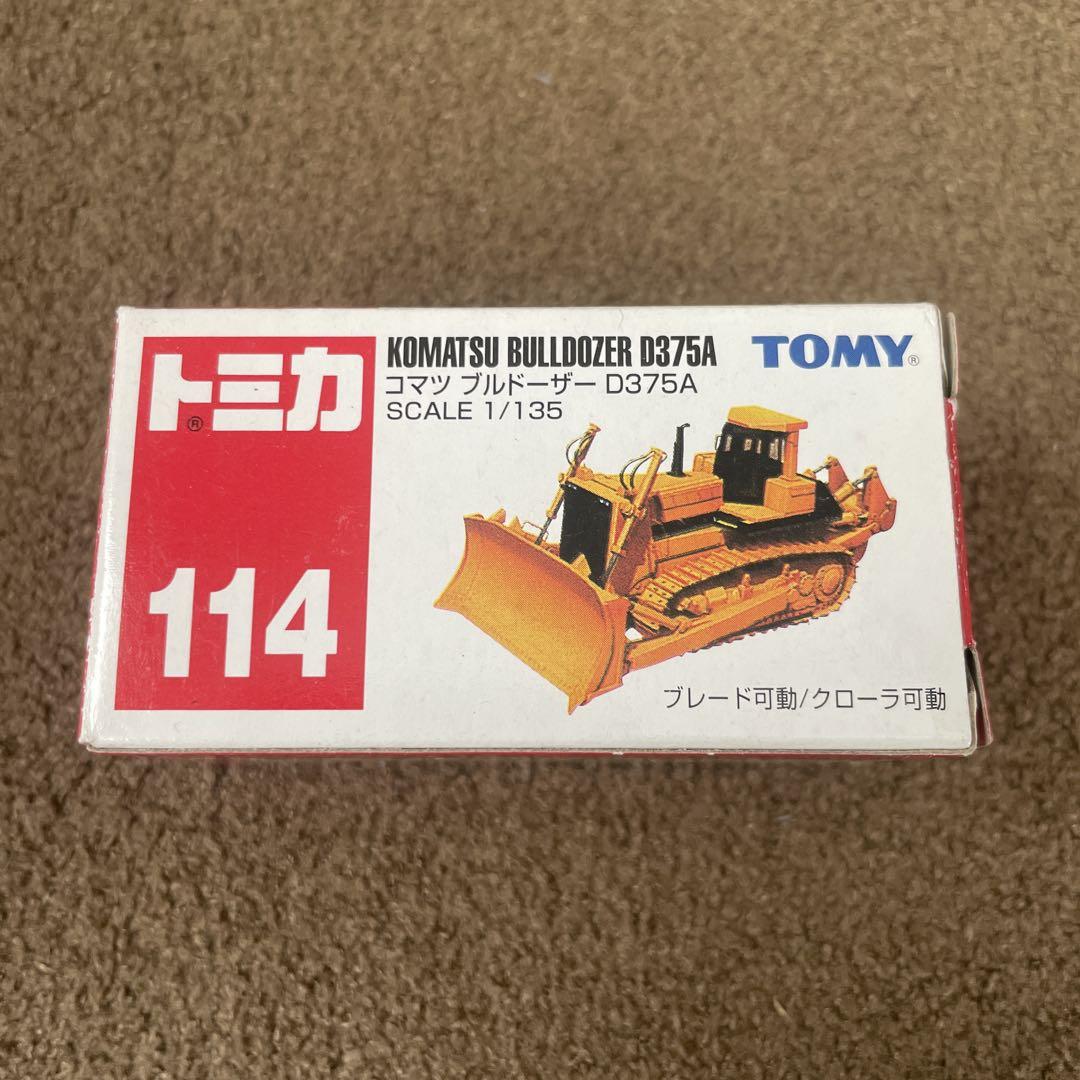 トミカ®
114
KOMATSU BULLDOZER D375A
コマツ ブルドーザー D375A
SCALE 1/135
TOMY®
ブレード可動/クローラ可動